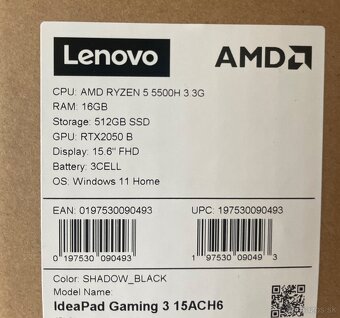 Lenovo
AMD
CPU: AMD RYZEN 5 5500H 3.3G
RAM: 16GB
Storage: 512GB SSD
GPU: RTX2050 B
Display: 15.6" FHD
Battery: 3CELL
OS: Windows 11 Home
EAN: 0197530090493
UPC: 197530090493
0 197530 090493
1 97530 09049 3
Color: SHADOW_BLACK
Model Name:
IdeaPad Gaming 3 15ACH6